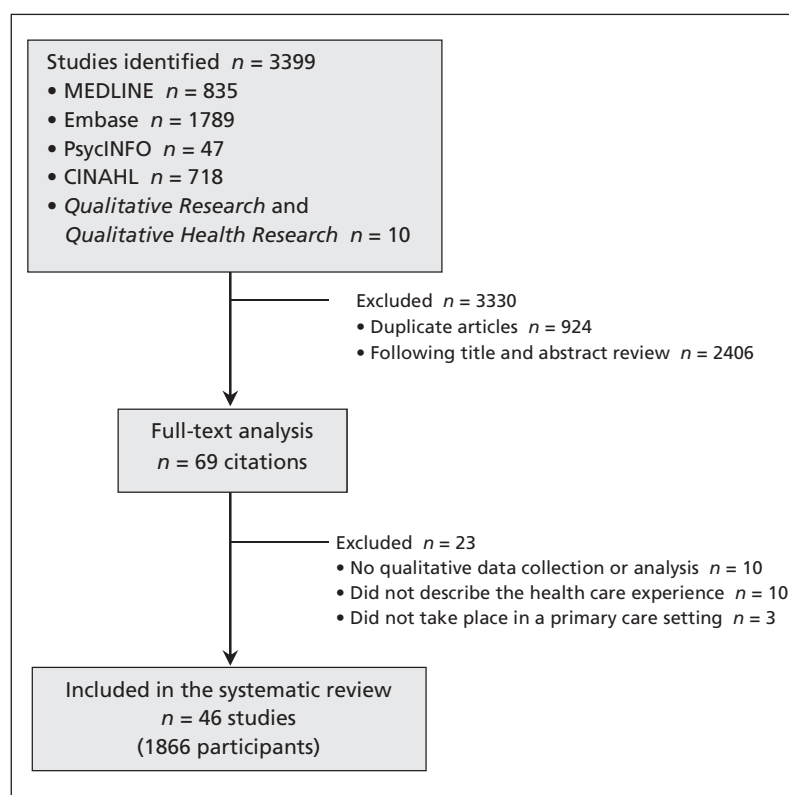 Studies identified n = 3399
• MEDLINE n = 835
• Embase n = 1789
• PsycINFO n = 47
• CINAHL n = 718
• Qualitative Research and
Qualitative Health Research n = 10
Excluded n = 3330
• Duplicate articles n = 924
• Following title and abstract review n = 2406
Full-text analysis
n = 69 citations
Excluded n = 23
• No qualitative data collection or analysis n = 10
• Did not describe the health care experience n = 10
• Did not take place in a primary care setting n = 3
Included in the systematic review
n = 46 studies
(1866 participants)